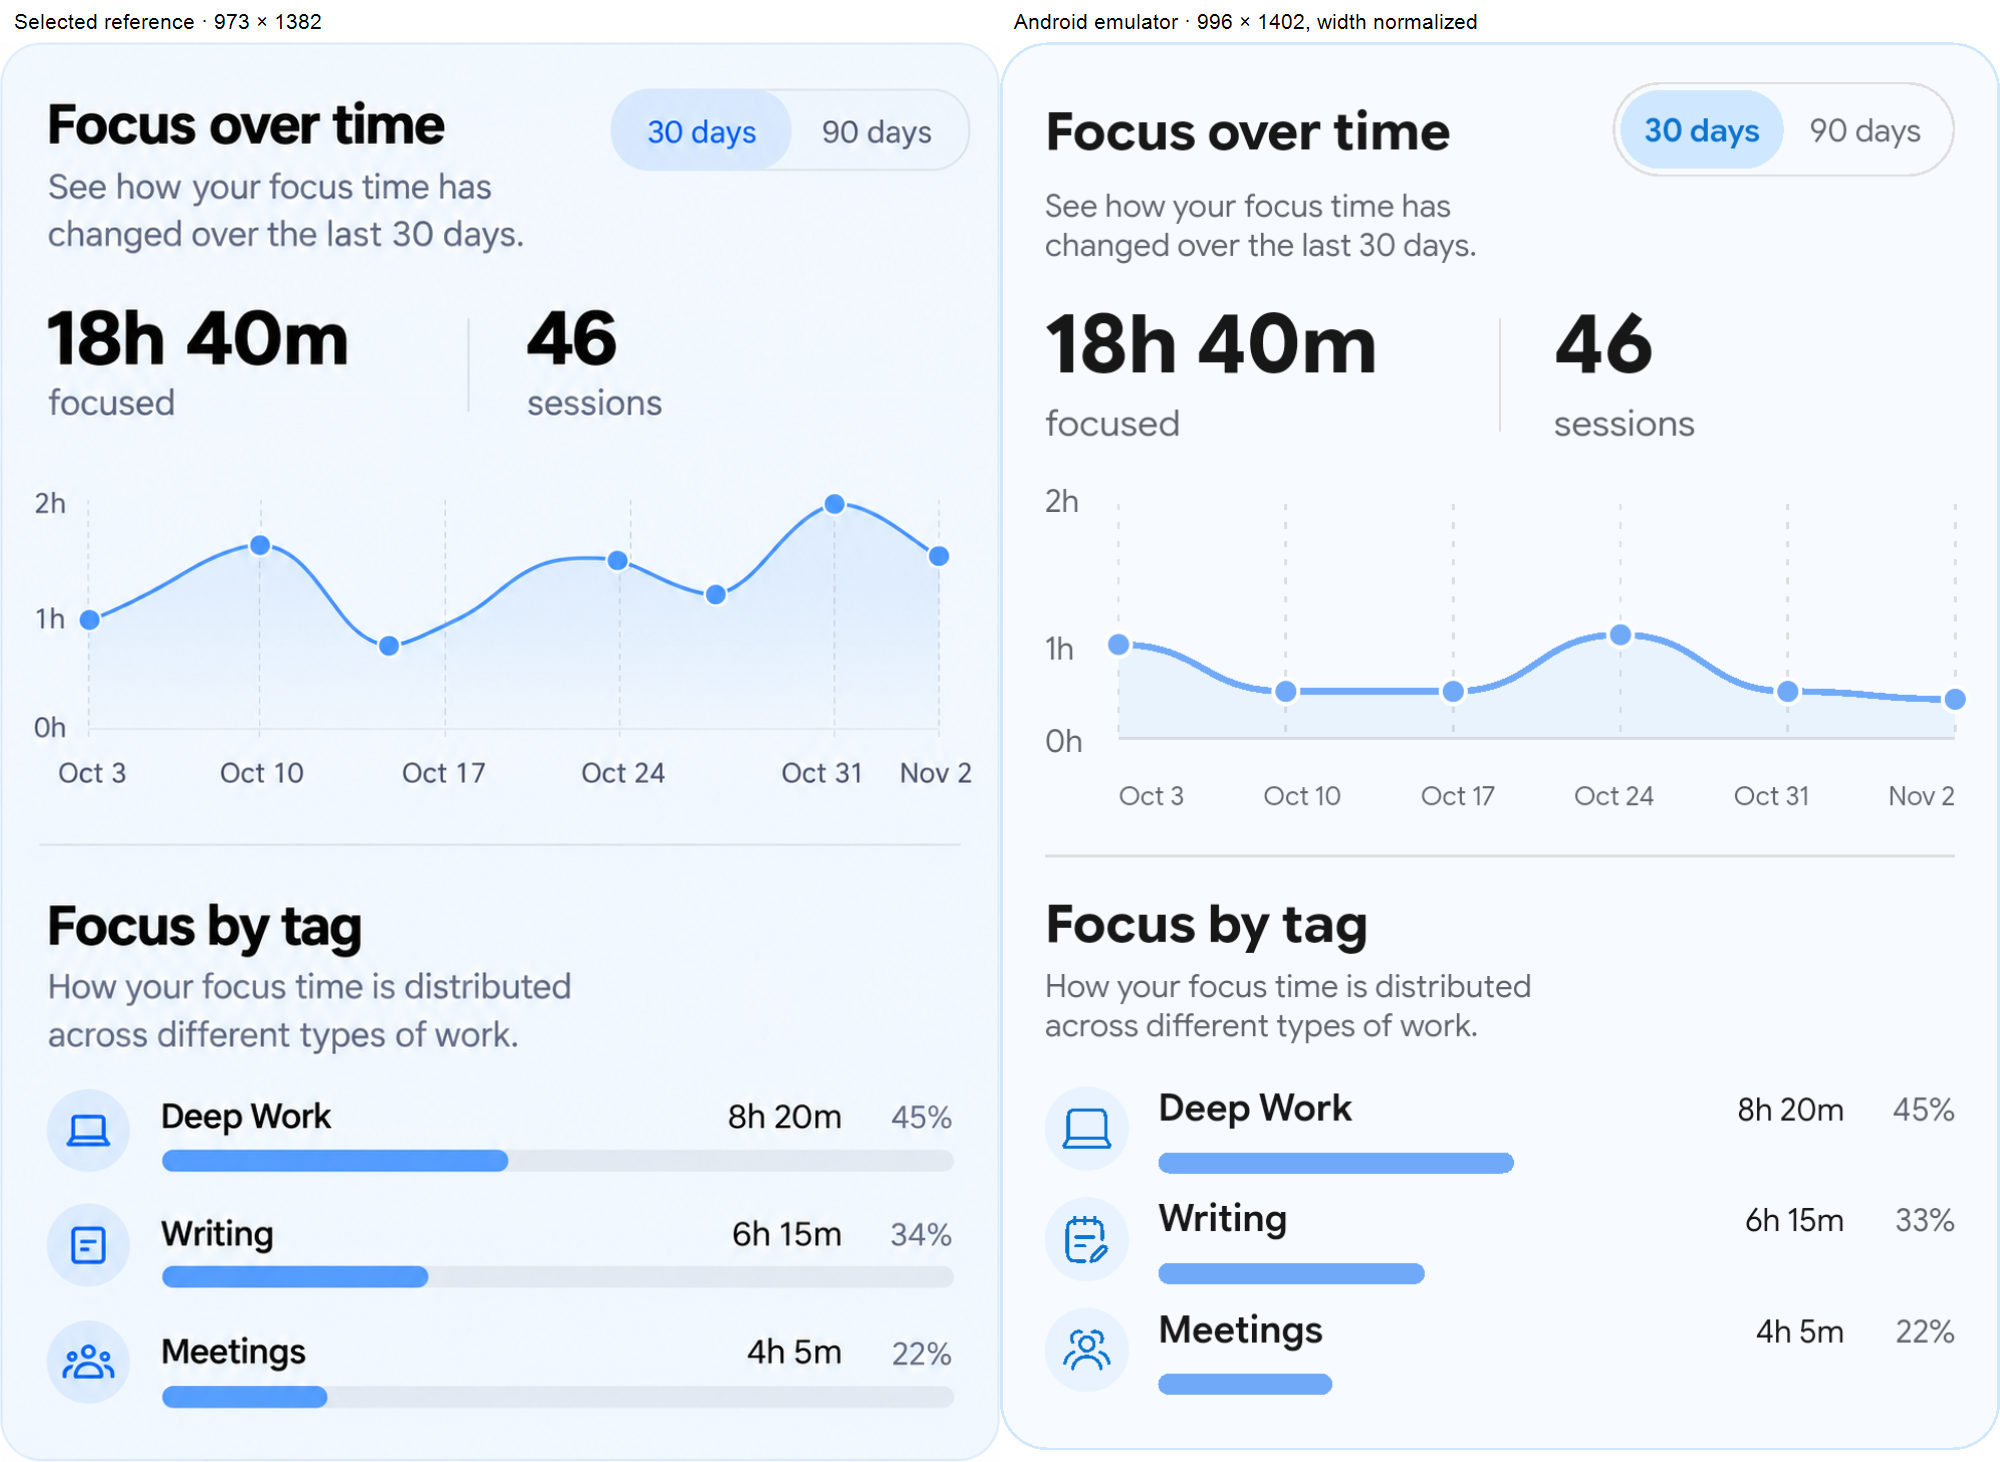 Selected reference · 973 × 1382
Focus over time
30 days
90 days
See how your focus time has
changed over the last 30 days.
18h 40m
46
focused
sessions
2h
1h
0h
Oct 3
Oct 10
Oct 17
Oct 24
Oct 31
Nov 2
Focus by tag
How your focus time is distributed
across different types of work.
Deep Work
8h 20m
45%
Writing
6h 15m
34%
Meetings
4h 5m
22%
Android emulator · 996 × 1402, width normalized
Focus over time
30 days
90 days
See how your focus time has
changed over the last 30 days.
18h 40m
46
focused
sessions
2h
1h
0h
Oct 3
Oct 10
Oct 17
Oct 24
Oct 31
Nov 2
Focus by tag
How your focus time is distributed
across different types of work.
Deep Work
8h 20m
45%
Writing
6h 15m
33%
Meetings
4h 5m
22%